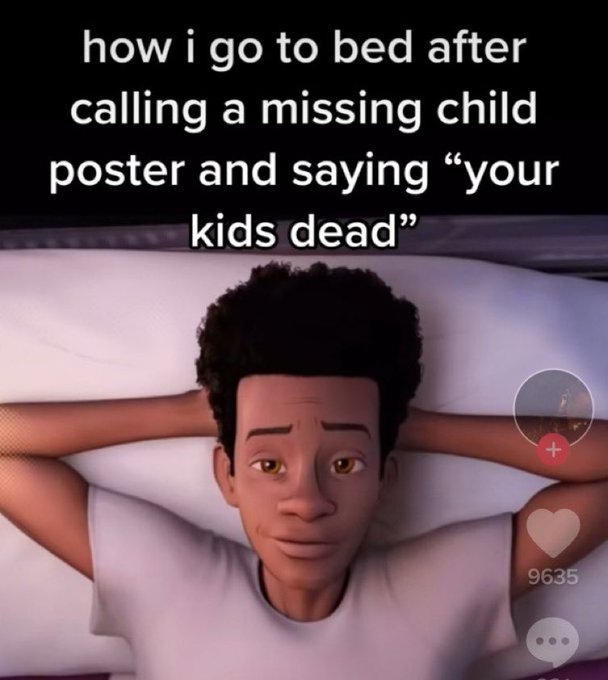 how i go to bed after
calling a missing child
poster and saying “your
kids dead”
9635